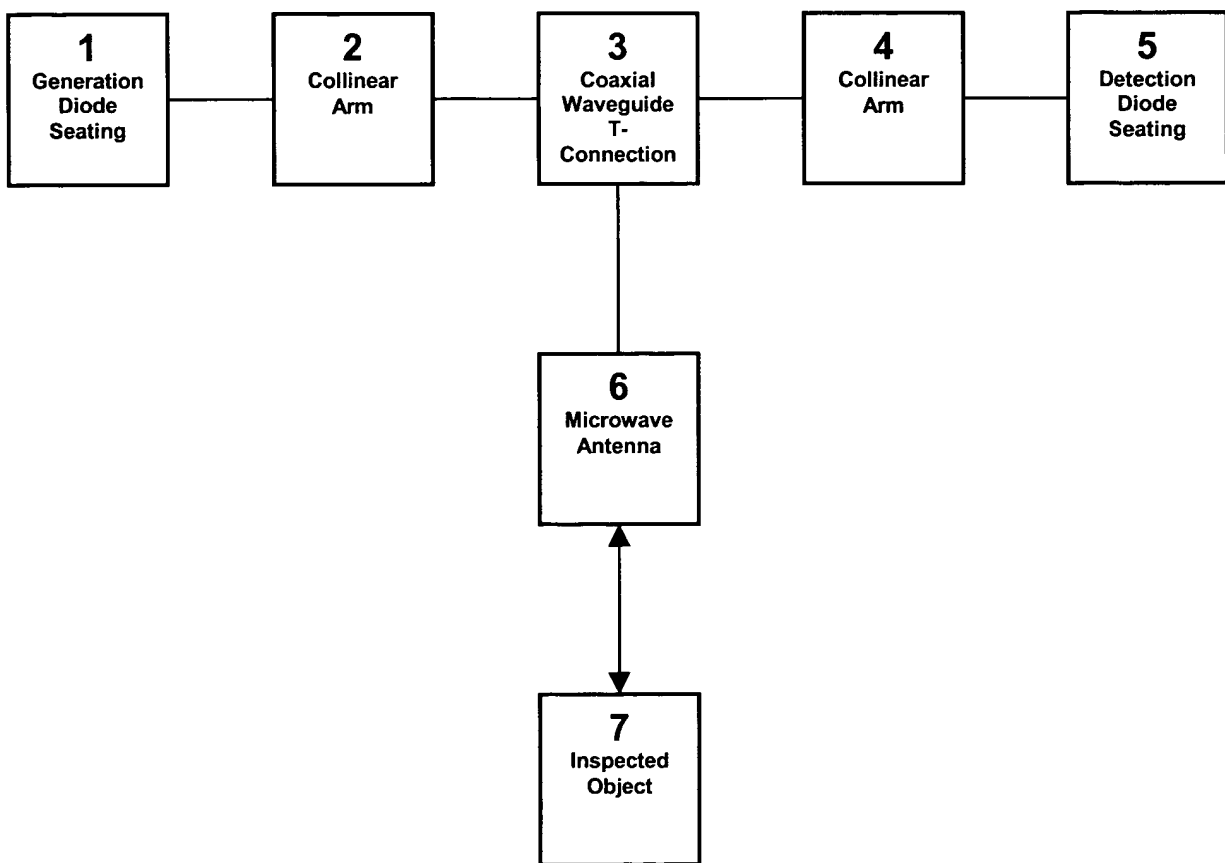 1
Generation
Diode
Seating
2
Collinear
Arm
3
Coaxial
Waveguide
T-
Connection
4
Collinear
Arm
5
Detection
Diode
Seating
6
Microwave
Antenna
7
Inspected
Object